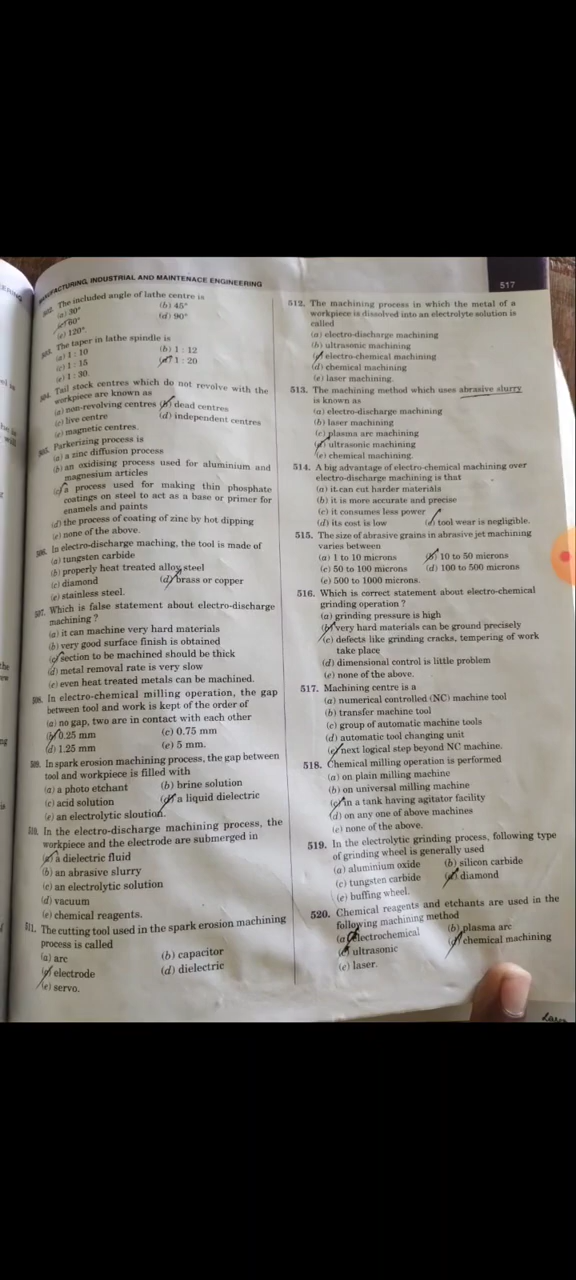 MANUFACTURING, INDUSTRIAL AND MAINTENACE ENGINEERING
517
The included angle of lathe centre is
(a) 30°
(b) 45°
60°
(d) 90°
(e) 120°
The taper in lathe spindle is
(a) 1 : 10
(b) 1 : 12
(c) 1 : 15
1 : 20
(e) 1 : 30.
Tail stock centres which do not revolve with the
workpiece are known as
(a) non-revolving centres (b) dead centres
(c) live centre
(d) independent centres
(e) magnetic centres.
Parkerizing process is
(a) a zinc diffusion process
(b) an oxidising process used for aluminium and
magnesium articles
(c) a process used for making thin phosphate
coatings on steel to act as a base or primer for
enamels and paints
(d) the process of coating of zinc by hot dipping
(e) none of the above.
In electro-discharge maching, the tool is made of
(a) tungsten carbide
(b) properly heat treated alloy steel
(c) diamond
(d) brass or copper
(e) stainless steel.
Which is false statement about electro-discharge
machining ?
(a) it can machine very hard materials
(b) very good surface finish is obtained
(c) section to be machined should be thick
(d) metal removal rate is very slow
(e) even heat treated metals can be machined.
In electro-chemical milling operation, the gap
between tool and work is kept of the order of
(a) no gap, two are in contact with each other
(b) 0.25 mm
(c) 0.75 mm
(d) 1.25 mm
(e) 5 mm.
In spark erosion machining process, the gap between
tool and workpiece is filled with
(a) a photo etchant
(b) brine solution
(c) acid solution
(d) a liquid dielectric
(e) an electrolytic sloution.
In the electro-discharge machining process, the
workpiece and the electrode are submerged in
(a) a dielectric fluid
(b) an abrasive slurry
(c) an electrolytic solution
(d) vacuum
(e) chemical reagents.
The cutting tool used in the spark erosion machining
process is called
(a) arc
(b) capacitor
(c) electrode
(d) dielectric
(e) servo.
512. The machining process in which the metal of a
workpiece is dissolved into an electrolyte solution is
called
(a) electro-discharge machining
(b) ultrasonic machining
(c) electro-chemical machining
(d) chemical machining
(e) laser machining.
513. The machining method which uses abrasive slurry
is known as
(a) electro-discharge machining
(b) laser machining
(c) plasma arc machining
(d) ultrasonic machining
(e) chemical machining.
514. A big advantage of electro-chemical machining over
electro-discharge machining is that
(a) it can cut harder materials
(b) it is more accurate and precise
(c) it consumes less power
(d) its cost is low
(e) tool wear is negligible.
515. The size of abrasive grains in abrasive jet machining
varies between
(a) 1 to 10 microns
(b) 10 to 50 microns
(c) 50 to 100 microns
(d) 100 to 500 microns
(e) 500 to 1000 microns.
516. Which is correct statement about electro-chemical
grinding operation ?
(a) grinding pressure is high
(b) very hard materials can be ground precisely
(c) defects like grinding cracks, tempering of work
take place
(d) dimensional control is little problem
(e) none of the above.
517. Machining centre is a
(a) numerical controlled (NC) machine tool
(b) transfer machine tool
(c) group of automatic machine tools
(d) automatic tool changing unit
(e) next logical step beyond NC machine.
518. Chemical milling operation is performed
(a) on plain milling machine
(b) on universal milling machine
(c) in a tank having agitator facility
(d) on any one of above machines
(e) none of the above.
519. In the electrolytic grinding process, following type
of grinding wheel is generally used
(a) aluminium oxide
(b) silicon carbide
(c) tungsten carbide
(d) diamond
(e) buffing wheel.
520. Chemical reagents and etchants are used in the
following machining method
(a) electrochemical
(b) plasma arc
(c) ultrasonic
(d) chemical machining
(e) laser.